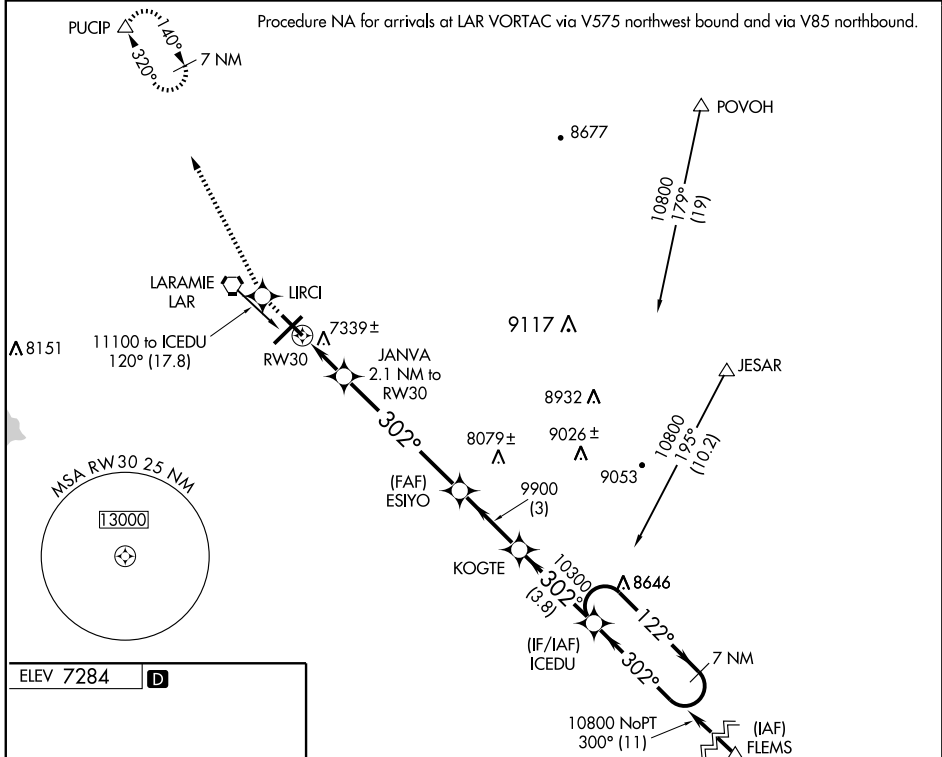 Procedure NA for arrivals at LAR VORTAC via V575 northwest bound and via V85 northbound.
PUCIP
140°
320°
7 NM
POVOH
8677
10800
179°
(19)
LARAMIE
LAR
LIRCI
11100 to ICEDU
120° (17.8)
8151
RW30
7339±
JANVA
2.1 NM to
RW30
9117
JESAR
8932
302°
8079±
9026±
9053
10800
195°
(10.2)
MSA RW30 25 NM
13000
(FAF)
ESIYO
9900
(3)
KOGTE
10300
302°
(3.8)
8646
122°
(IF/IAF)
ICEDU
302°
7 NM
ELEV 7284
D
10800 NoPT
300° (11)
(IAF)
FLEMS